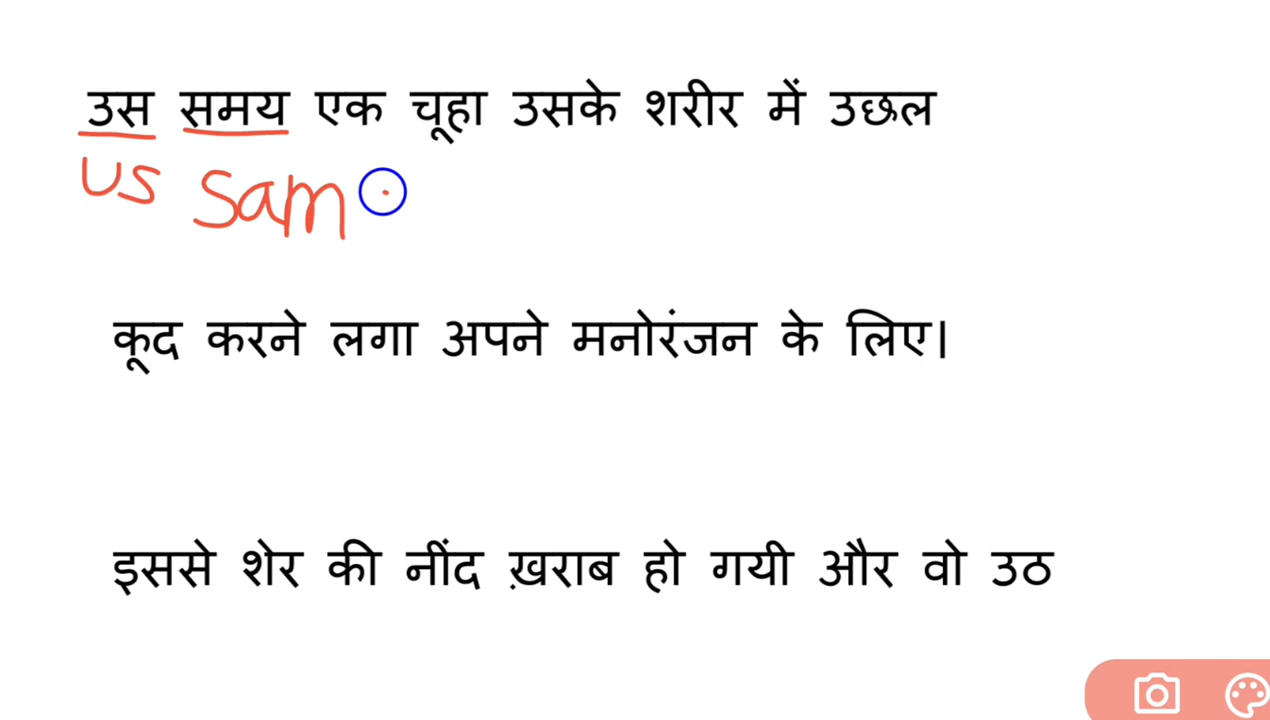 उस समय एक चूहा उसके शरीर में उछल
us sam
कूद करने लगा अपने मनोरंजन के लिए।
इससे शेर की नींद ख़राब हो गयी और वो उठ